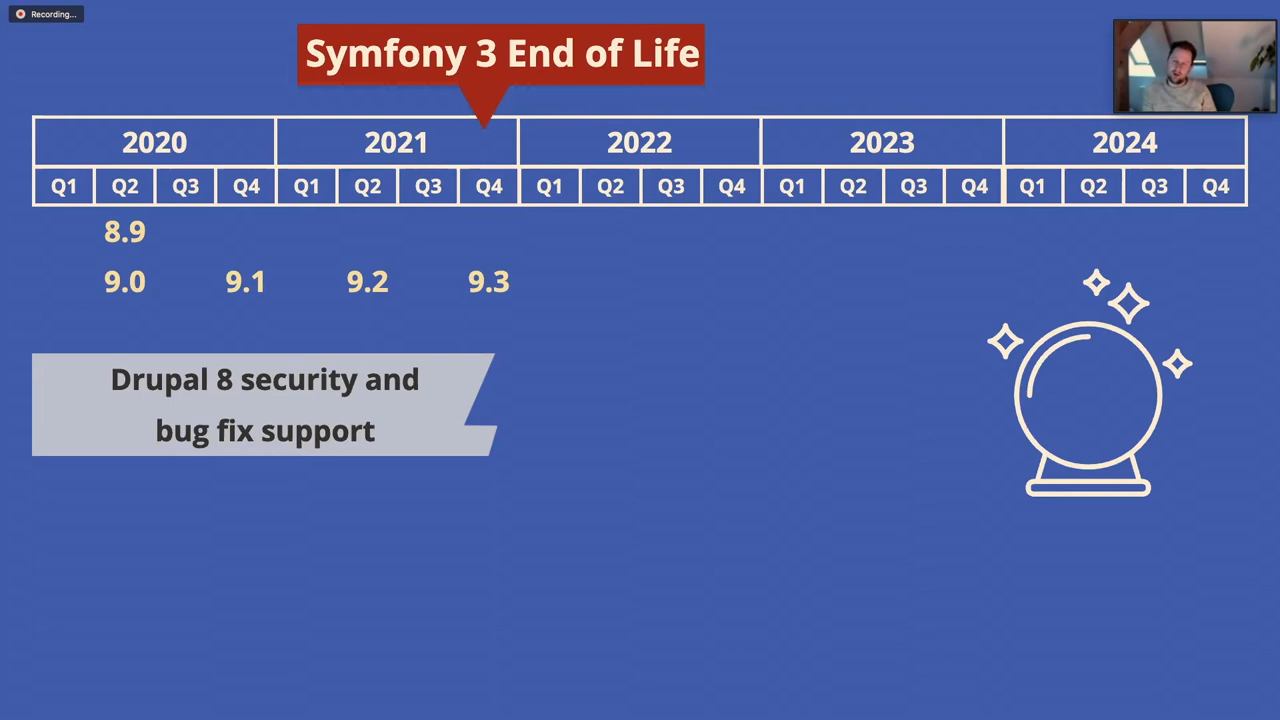 Recording...
Symfony 3 End of Life
2020 2021 2022 2023 2024
Q1 Q2 Q3 Q4 Q1 Q2 Q3 Q4 Q1 Q2 Q3 Q4 Q1 Q2 Q3 Q4 Q1 Q2 Q3 Q4
8.9
9.0 9.1 9.2 9.3
Drupal 8 security and
bug fix support